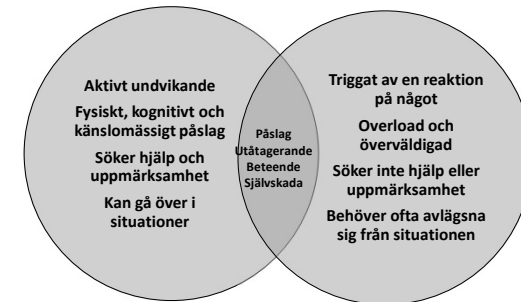 Aktivt undvikande
Fysiskt, kognitivt och
känslomässigt påslag
Söker hjälp och
uppmärksamhet
Kan gå över i
situationer
Påslag
Utåtagerande
Beteende
Självskada
Triggat av en reaktion
på något
Overload och
överväldigad
Söker inte hjälp eller
uppmärksamhet
Behöver ofta avlägsna
sig från situationen